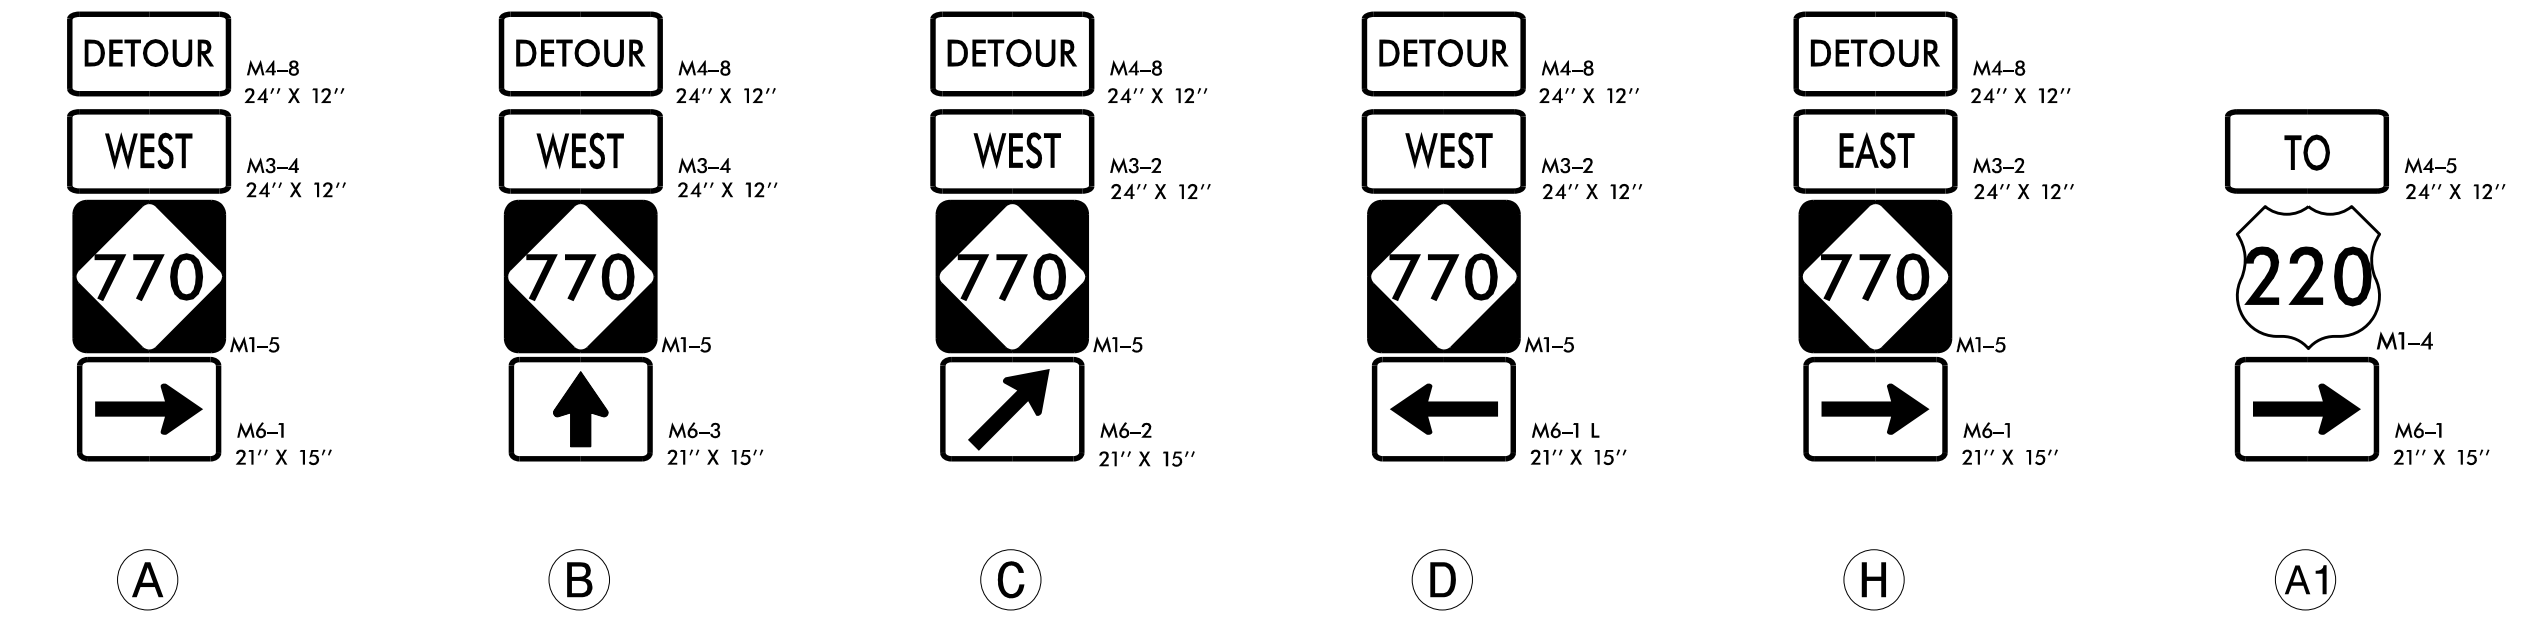 DETOUR
M4–8
24’’ X 12’’
WEST
M3–4
24’’ X 12’’
770
M1–5
M6–1
21’’ X 15’’
A
DETOUR
M4–8
24’’ X 12’’
WEST
M3–4
24’’ X 12’’
770
M1–5
M6–3
21’’ X 15’’
B
DETOUR
M4–8
24’’ X 12’’
WEST
M3–2
24’’ X 12’’
770
M1–5
M6–2
21’’ X 15’’
C
DETOUR
M4–8
24’’ X 12’’
WEST
M3–2
24’’ X 12’’
770
M1–5
M6–1 L
21’’ X 15’’
D
DETOUR
M4–8
24’’ X 12’’
EAST
M3–2
24’’ X 12’’
770
M1–5
M6–1
21’’ X 15’’
H
TO
M4–5
24’’ X 12’’
220
M1–4
M6–1
21’’ X 15’’
A1